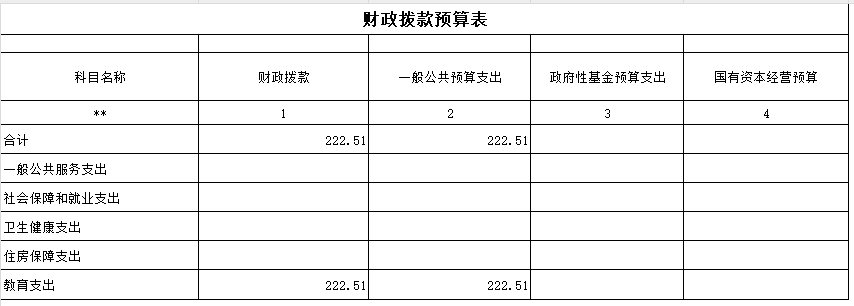 财政拨款预算表
科目名称 财政拨款 一般公共预算支出 政府性基金预算支出 国有资本经营预算
** 1 2 3 4
合计 222.51 222.51
一般公共服务支出
社会保障和就业支出
卫生健康支出
住房保障支出
教育支出 222.51 222.51